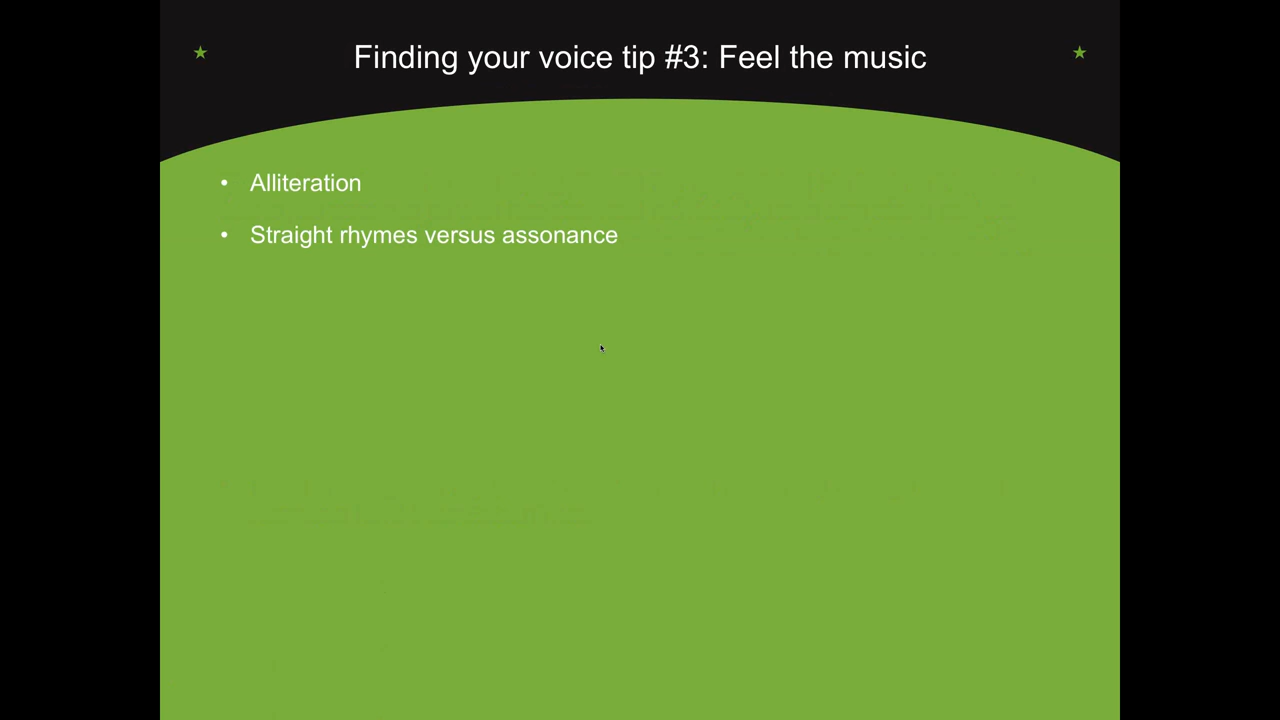 Finding your voice tip #3: Feel the music
• Alliteration
• Straight rhymes versus assonance